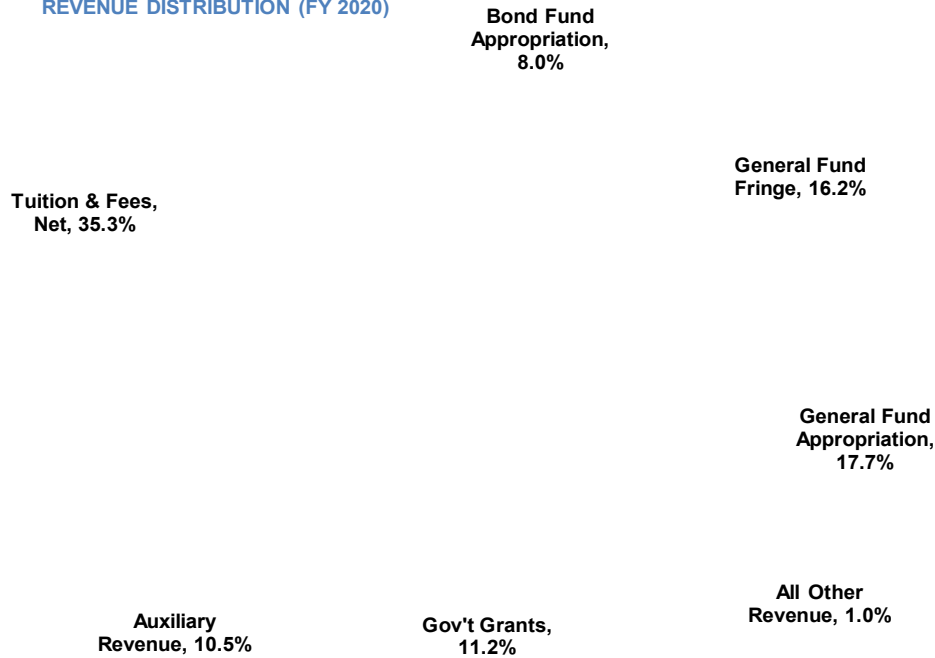 REVENUE DISTRIBUTION (FY 2020)
Bond Fund
Appropriation,
8.0%
General Fund
Fringe, 16.2%
Tuition & Fees,
Net, 35.3%
General Fund
Appropriation,
17.7%
All Other
Revenue, 1.0%
Auxiliary
Revenue, 10.5%
Gov't Grants,
11.2%